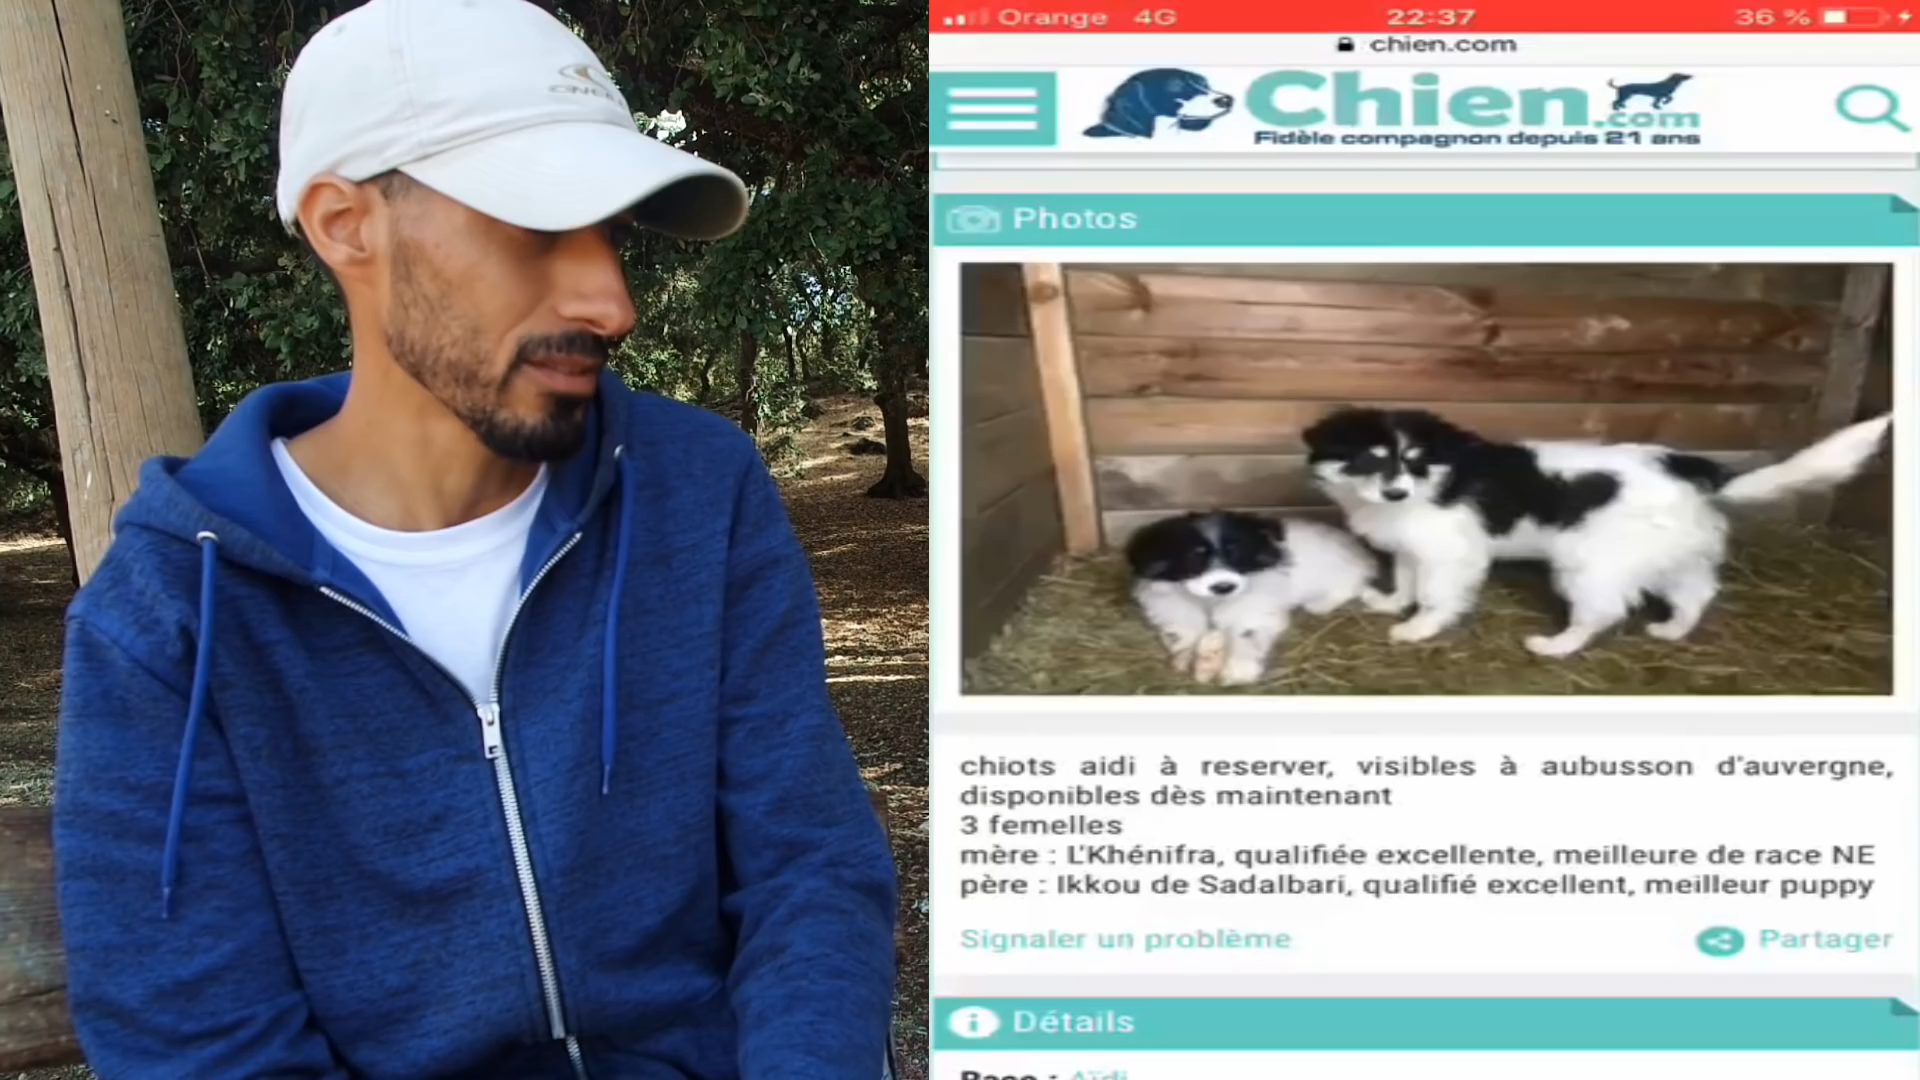 Orange 4G 22:37 36 %
chien.com
Chien.com
Fidèle compagnon depuis 21 ans
Photos
chiots aidi à reserver, visibles à aubusson d'auvergne,
disponibles dès maintenant
3 femelles
mère : L'Khénifra, qualifiée excellente, meilleure de race NE
père : Ikkou de Sadalbari, qualifié excellent, meilleur puppy
Signaler un problème Partager
Détails
Race : Aïdi